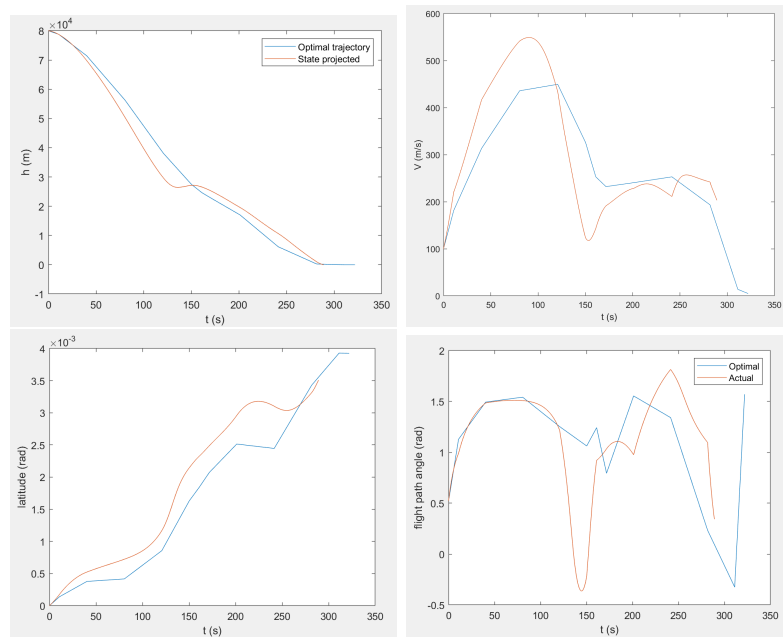 ×10⁴
8
7
6
5
4
3
2
1
0
-1
h (m)
0 50 100 150 200 250 300 350
t (s)
Optimal trajectory
State projected
600
500
400
300
200
100
0
V (m/s)
0 50 100 150 200 250 300 350
t (s)
×10⁻³
4
3.5
3
2.5
2
1.5
1
0.5
0
latitude (rad)
0 50 100 150 200 250 300 350
t (s)
2
1.5
1
0.5
0
-0.5
flight path angle (rad)
0 50 100 150 200 250 300 350
t (s)
Optimal
Actual